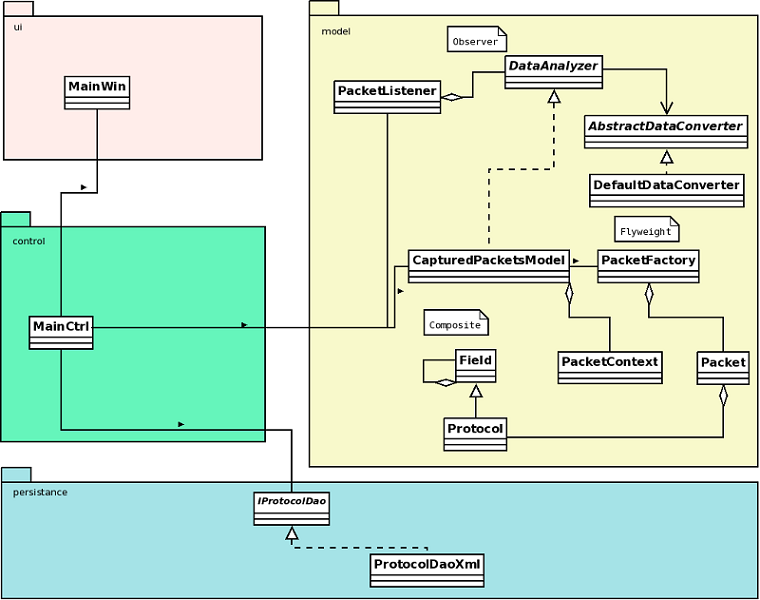 ui
MainWin
control
MainCtrl
model
Observer
DataAnalyzer
PacketListener
AbstractDataConverter
DefaultDataConverter
Flyweight
CapturedPacketsModel
PacketFactory
Composite
Field
PacketContext
Packet
Protocol
persistance
IProtocolDao
ProtocolDaoXml